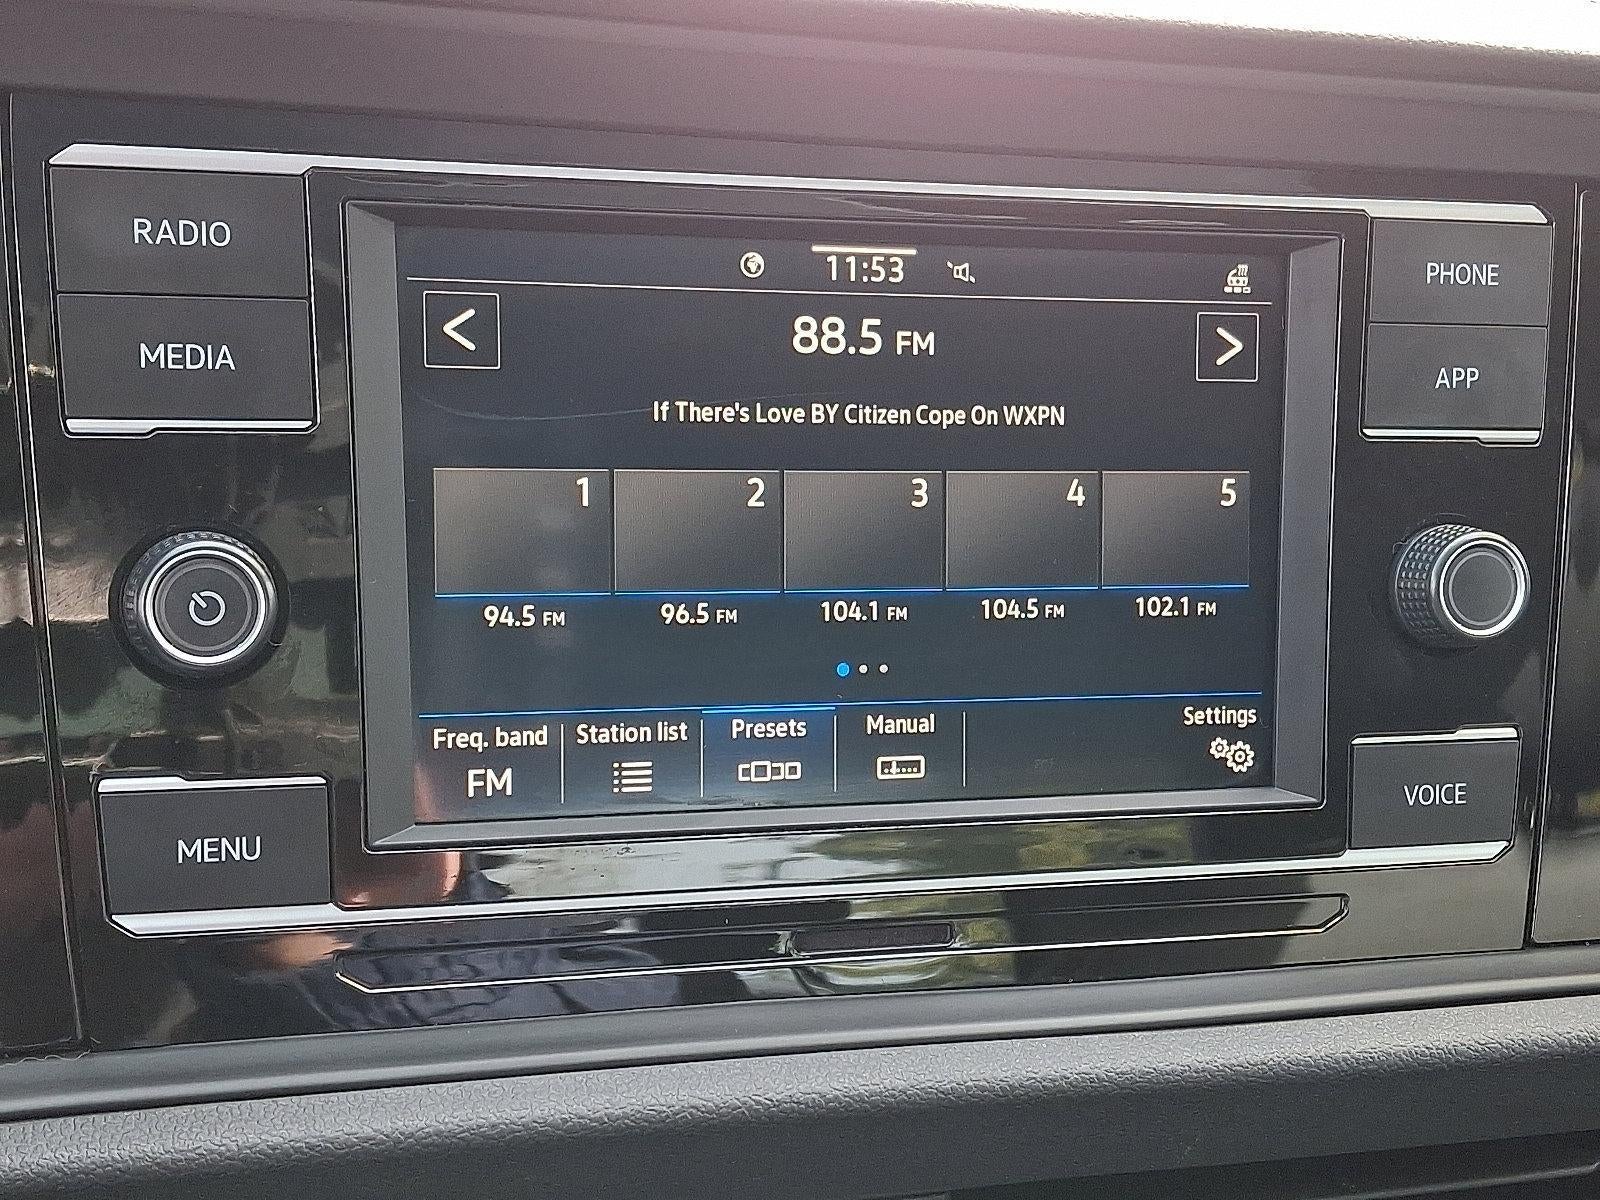 RADIO
MEDIA
MENU
11:53
88.5 FM
If There's Love BY Citizen Cope On WXPN
1 2 3 4 5
94.5 FM 96.5 FM 104.1 FM 104.5 FM 102.1 FM
Freq. band Station list Presets Manual Settings
FM
PHONE
APP
VOICE